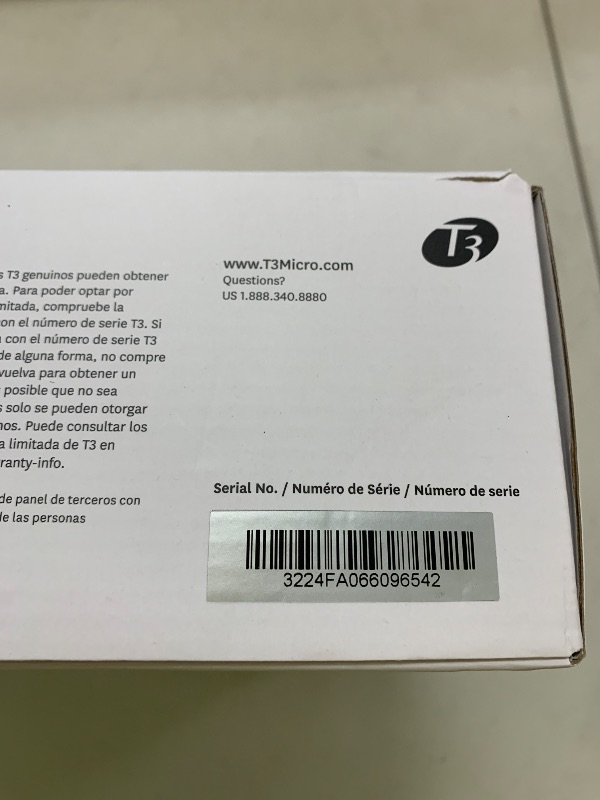 T3
www.T3Micro.com
Questions?
US 1.888.340.8880
s T3 genuinos pueden obtener
a. Para poder optar por
mitada, compruebe la
con el número de serie T3. Si
a con el número de serie T3
de alguna forma, no compre
vuelva para obtener un
s posible que no sea
s solo se pueden otorgar
nos. Puede consultar los
a limitada de T3 en
ranty-info.
de panel de terceros con
de las personas
Serial No. / Numéro de Série / Número de serie
3224FA066096542